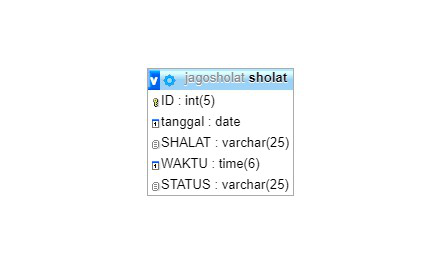 v jagosholat sholat
ID : int(5)
tanggal : date
SHALAT : varchar(25)
WAKTU : time(6)
STATUS : varchar(25)